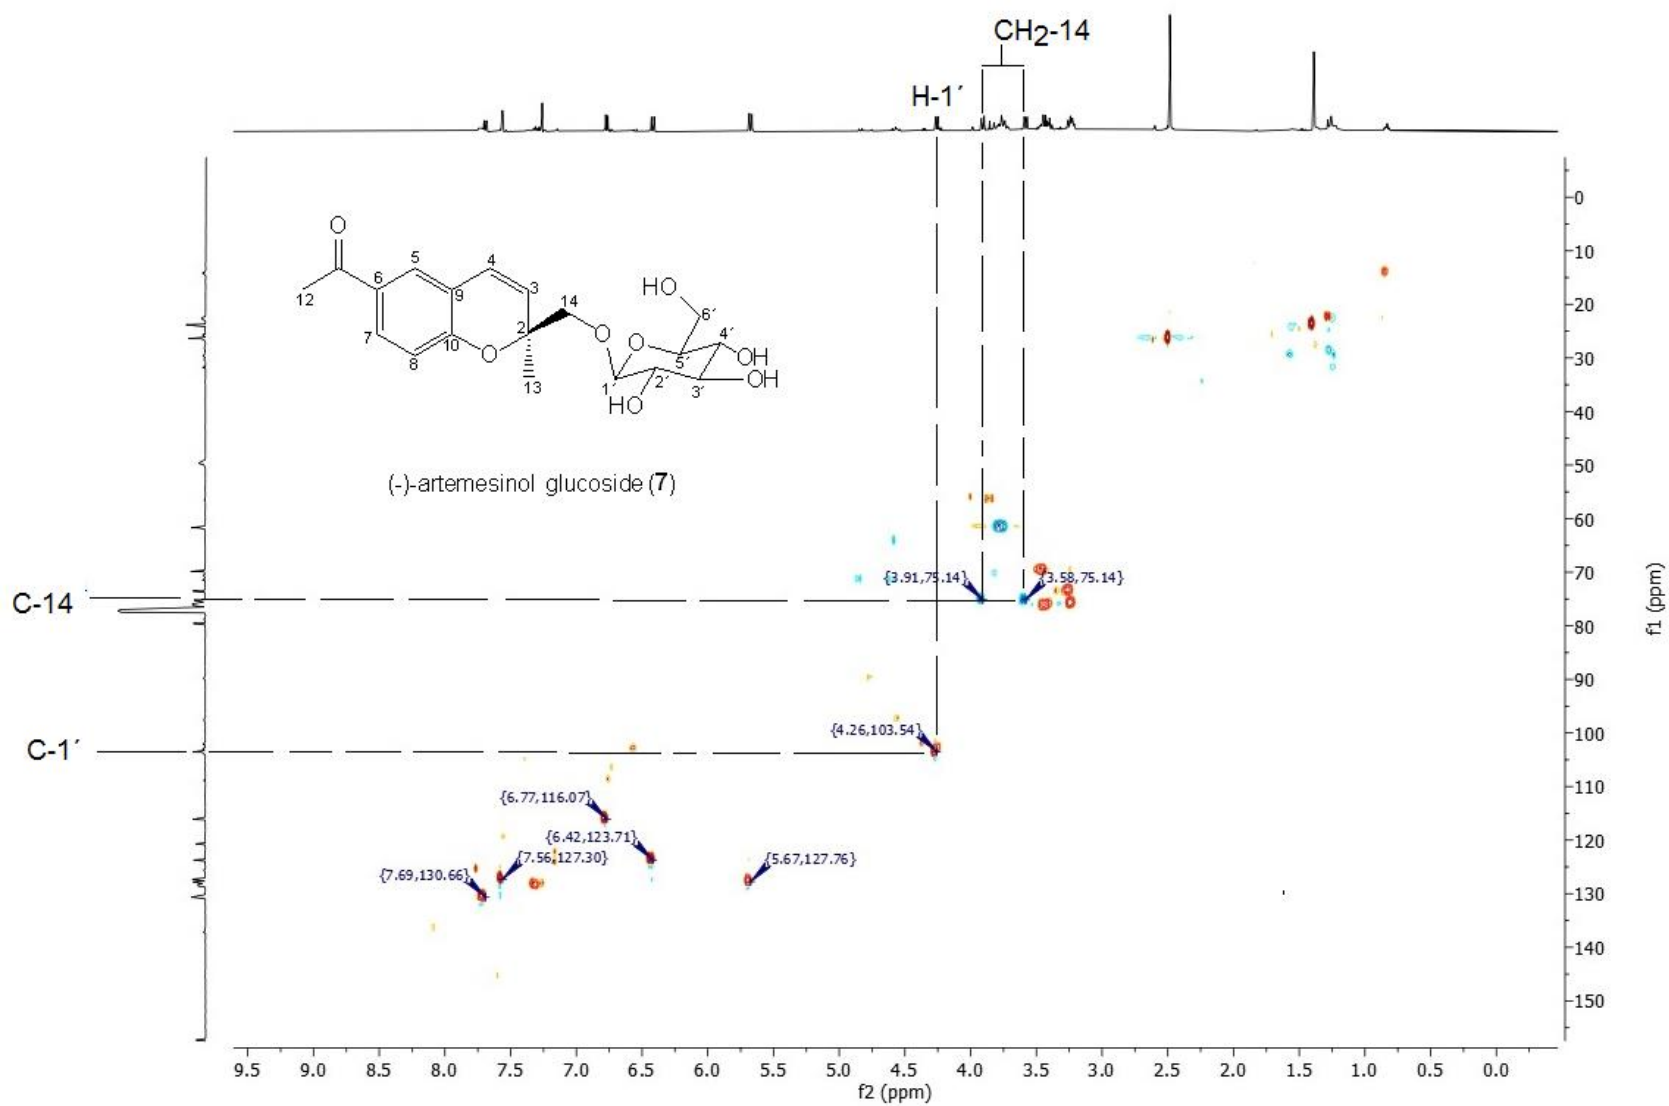 CH2-14
H-1´
O
12
6
5
4
9
3
7
8
10
O
2
13
14
O
1´
O
HO
6´
4´
OH
5´
2´
HO
3´
OH
(-)-artemesinol glucoside (7)
C-14
C-1´
{3.91,75.14}
{3.58,75.14}
{4.26,103.54}
{6.77,116.07}
{6.42,123.71}
{7.56,127.30}
{5.67,127.76}
{7.69,130.66}
0
10
20
30
40
50
60
70
80
90
100
110
120
130
140
150
f1 (ppm)
9.5 9.0 8.5 8.0 7.5 7.0 6.5 6.0 5.5 5.0 4.5 4.0 3.5 3.0 2.5 2.0 1.5 1.0 0.5 0.0
f2 (ppm)